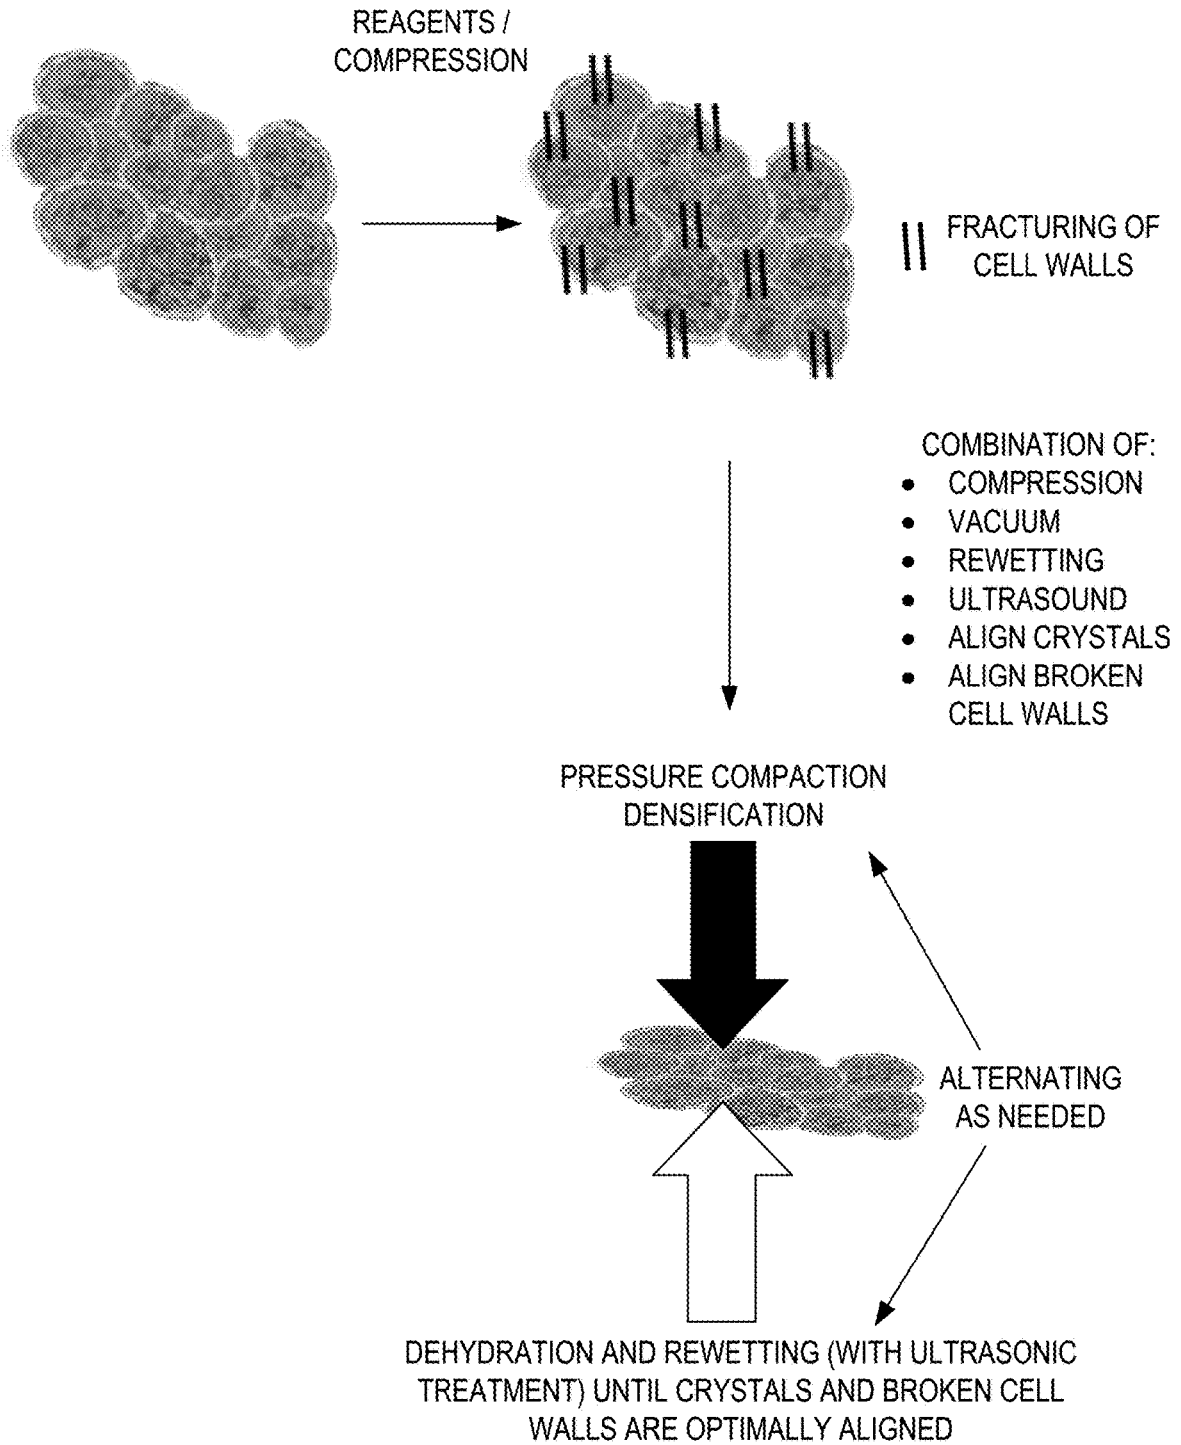 REAGENTS /
COMPRESSION
FRACTURING OF
CELL WALLS
COMBINATION OF:
• COMPRESSION
• VACUUM
• REWETTING
• ULTRASOUND
• ALIGN CRYSTALS
• ALIGN BROKEN
CELL WALLS
PRESSURE COMPACTION
DENSIFICATION
ALTERNATING
AS NEEDED
DEHYDRATION AND REWETTING (WITH ULTRASONIC
TREATMENT) UNTIL CRYSTALS AND BROKEN CELL
WALLS ARE OPTIMALLY ALIGNED